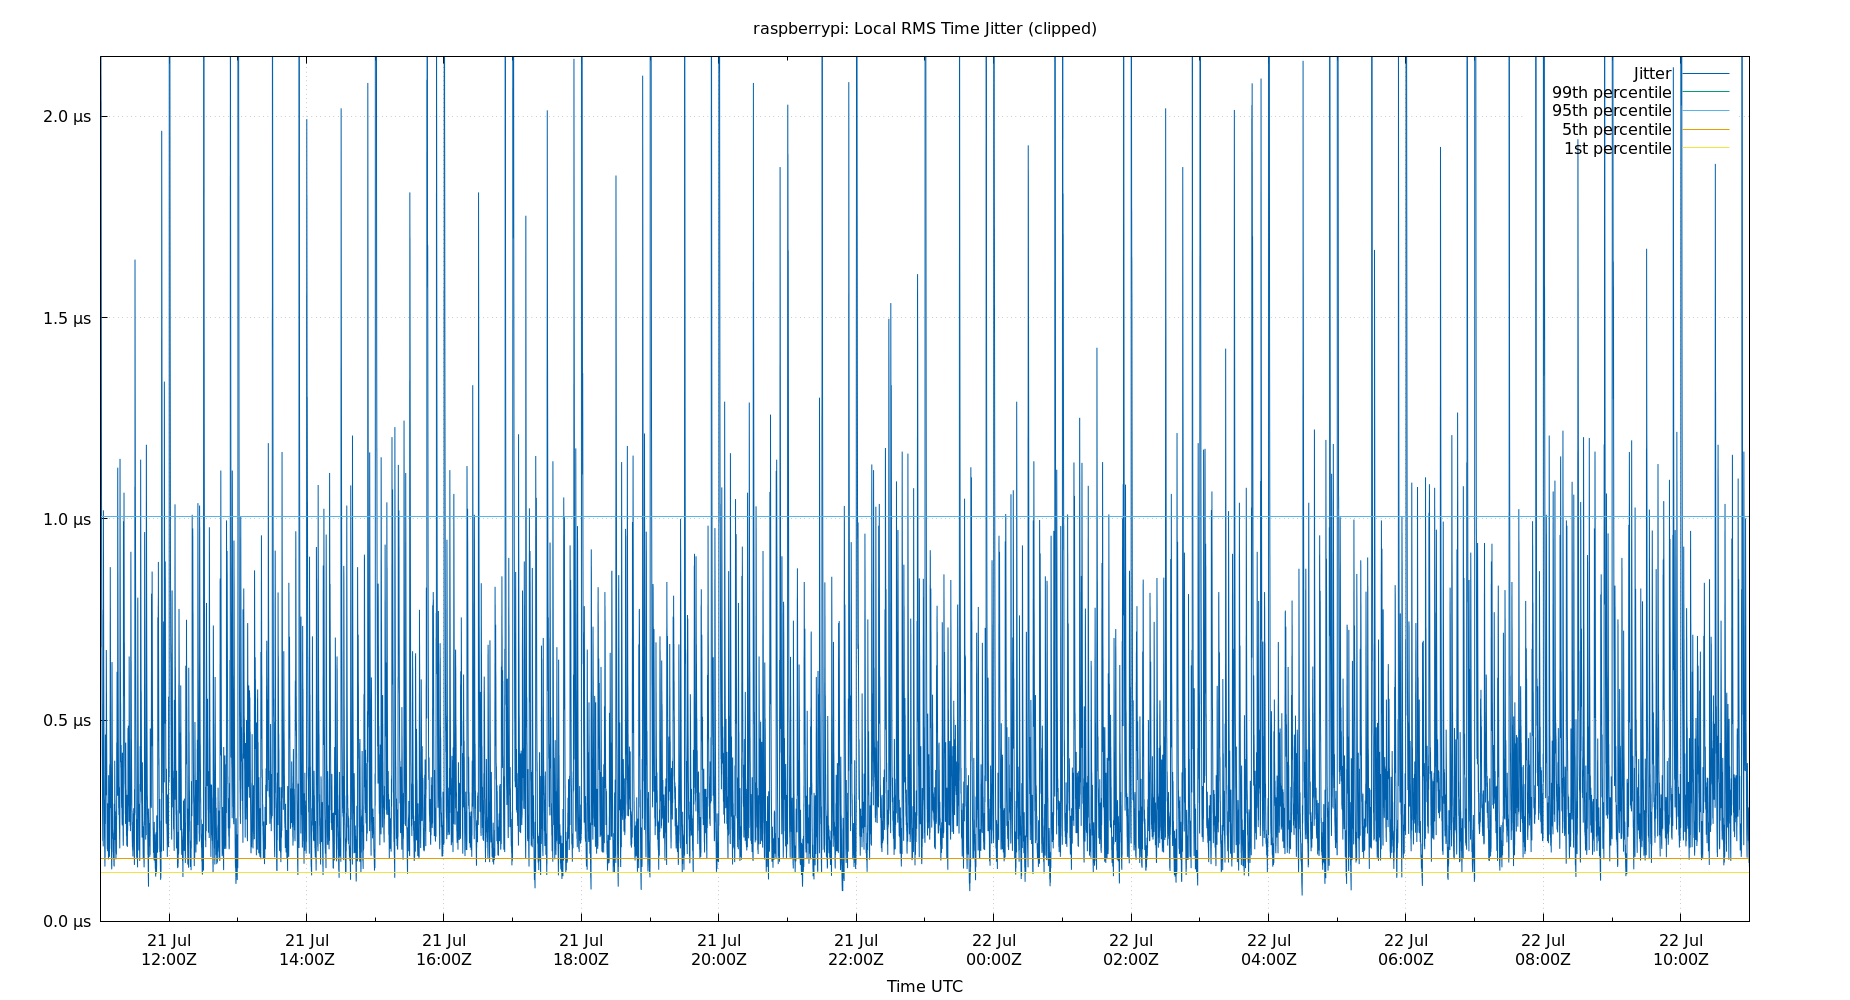 raspberrypi: Local RMS Time Jitter (clipped)
Jitter
99th percentile
95th percentile
5th percentile
1st percentile
2.0 µs
1.5 µs
1.0 µs
0.5 µs
0.0 µs
21 Jul 21 Jul 21 Jul 21 Jul 21 Jul 21 Jul 22 Jul 22 Jul 22 Jul 22 Jul 22 Jul 22 Jul
12:00Z 14:00Z 16:00Z 18:00Z 20:00Z 22:00Z 00:00Z 02:00Z 04:00Z 06:00Z 08:00Z 10:00Z
Time UTC